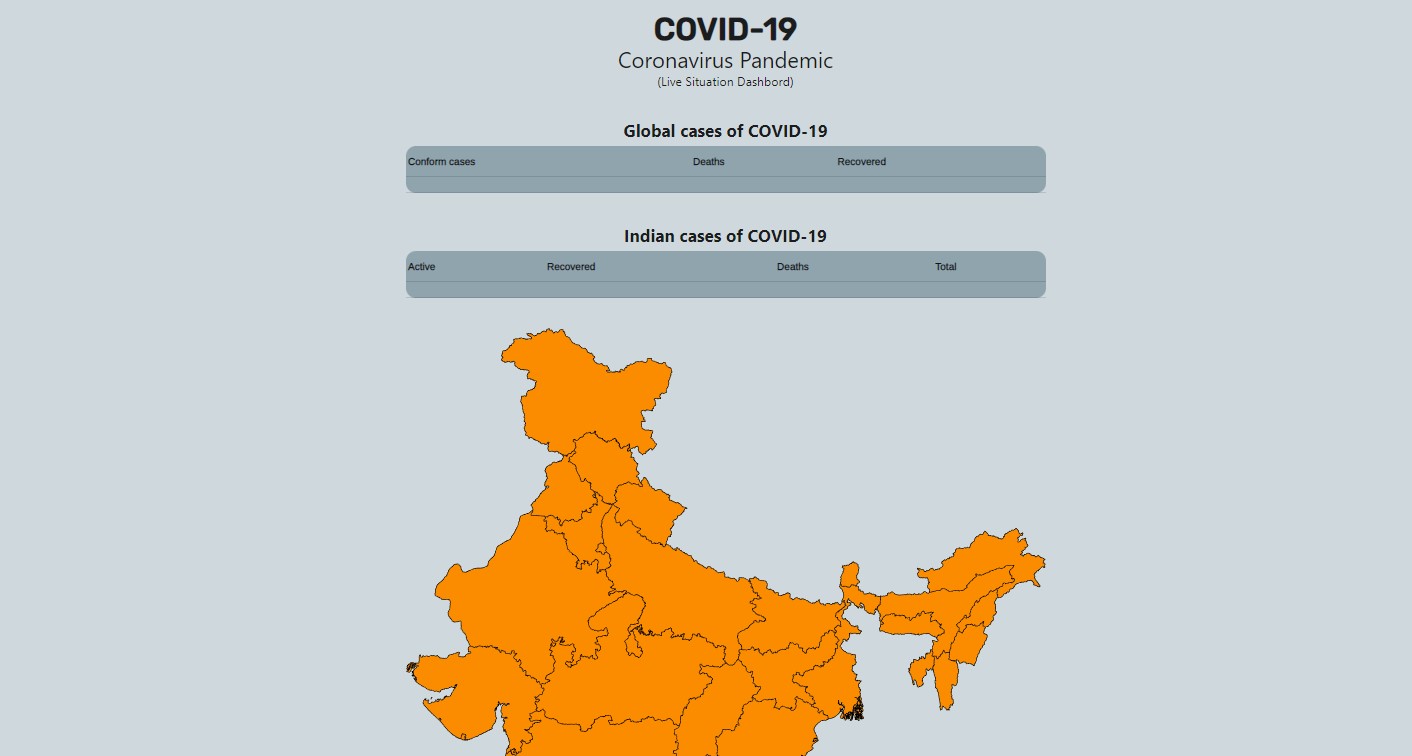 COVID-19
Coronavirus Pandemic
(Live Situation Dashbord)
Global cases of COVID-19
Conform cases Deaths Recovered
Indian cases of COVID-19
Active Recovered Deaths Total